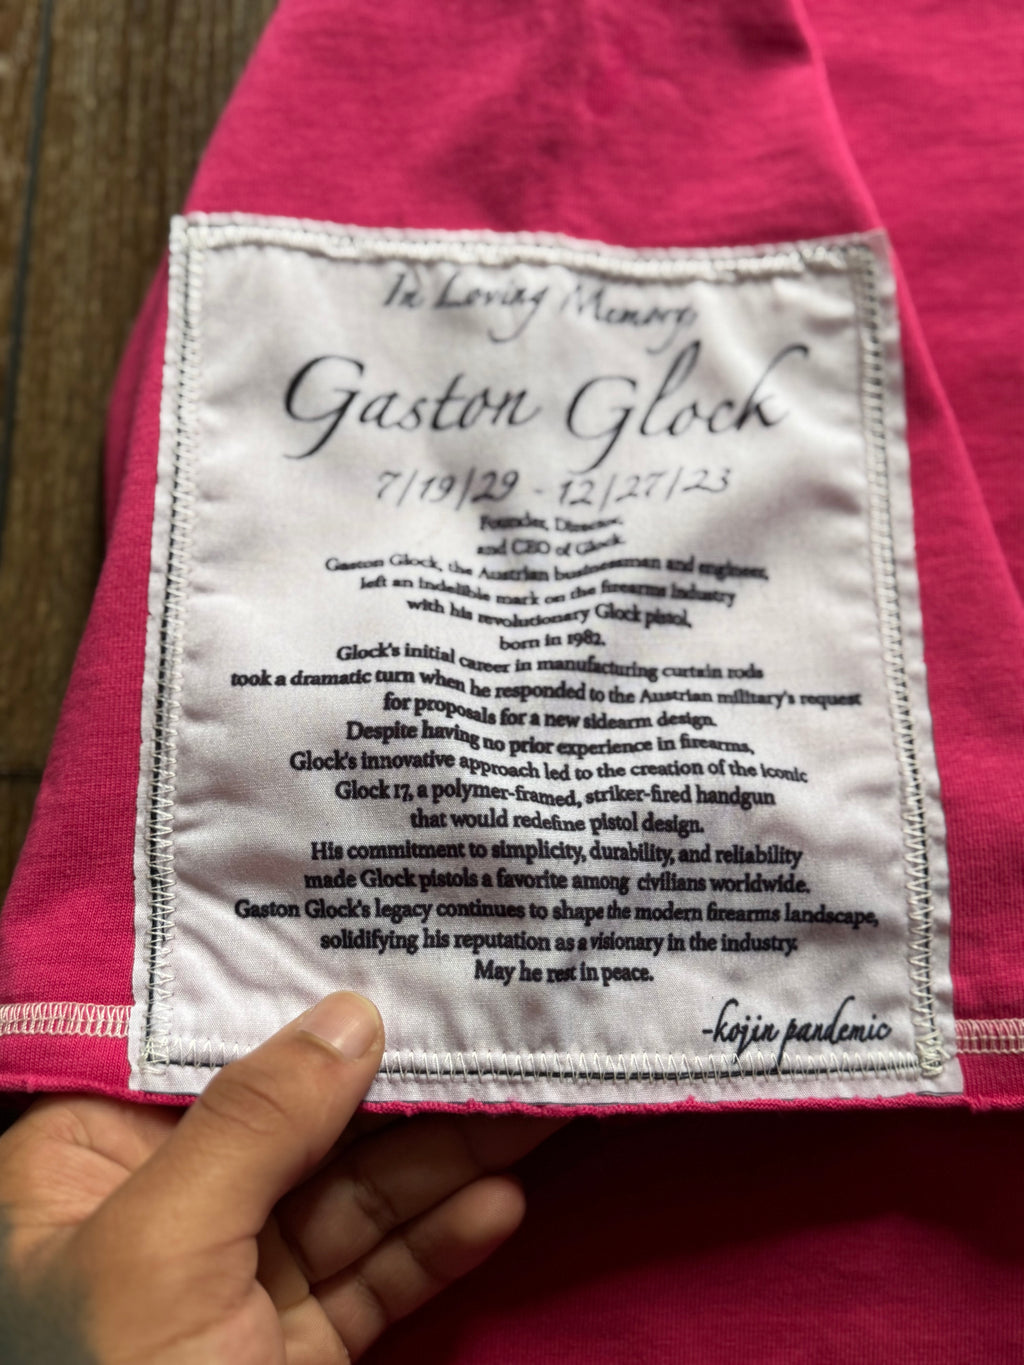 In Loving Memory,
Gaston Glock
7/19/29 - 12/27/23
Founder, Director,
and CEO of Glock.
Gaston Glock, the Austrian businessman and engineer,
left an indelible mark on the firearms industry
with his revolutionary Glock pistol,
born in 1982.
Glock's initial career in manufacturing curtain rods
took a dramatic turn when he responded to the Austrian military's request
for proposals for a new sidearm design.
Despite having no prior experience in firearms,
Glock's innovative approach led to the creation of the iconic
Glock 17, a polymer-framed, striker-fired handgun
that would redefine pistol design.
His commitment to simplicity, durability, and reliability
made Glock pistols a favorite among civilians worldwide.
Gaston Glock's legacy continues to shape the modern firearms landscape,
solidifying his reputation as a visionary in the industry.
May he rest in peace.
-kojin pandemic